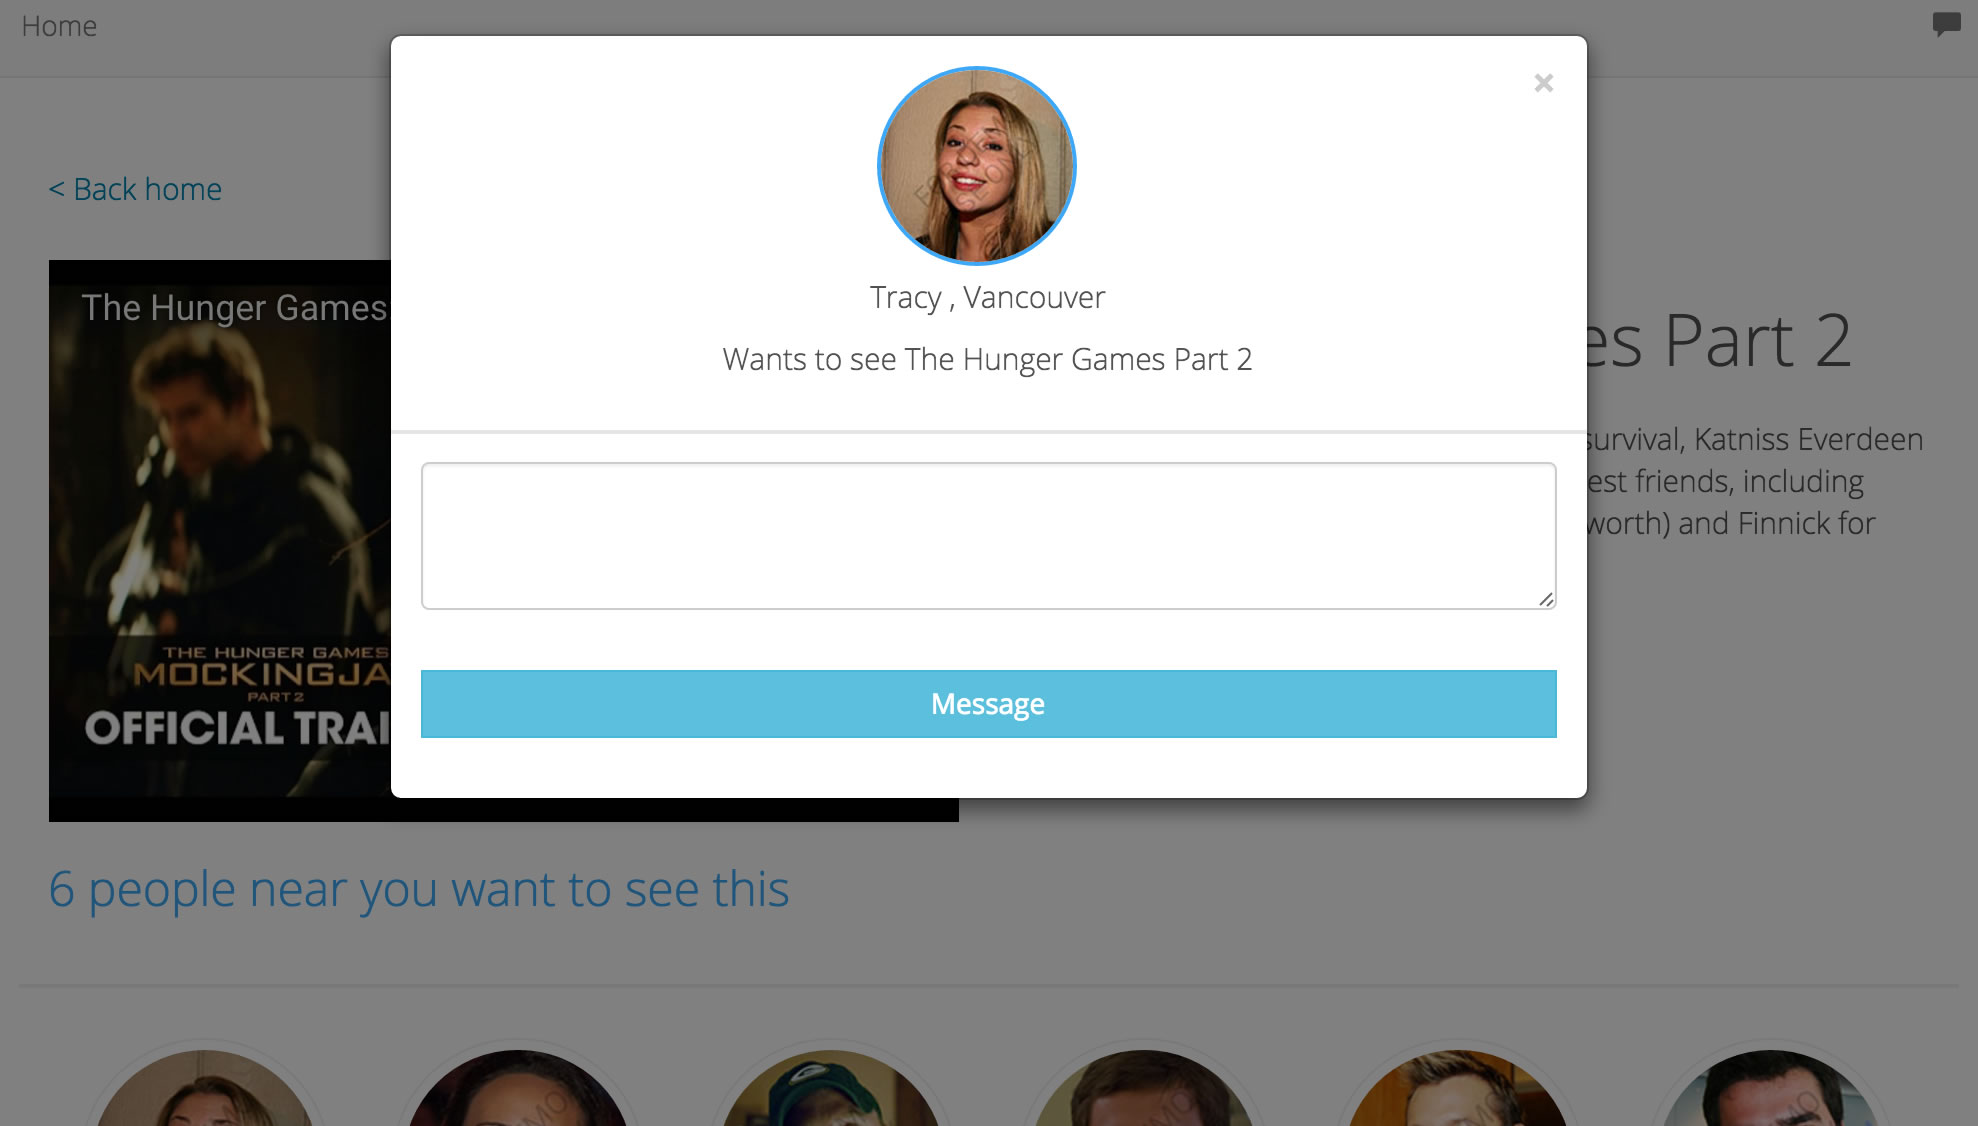 Home
< Back home
The Hunger Games
THE HUNGER GAMES
MOCKINGJA
PART 2
OFFICIAL TRAI
Tracy , Vancouver
Wants to see The Hunger Games Part 2
Message
es Part 2
survival, Katniss Everdeen
est friends, including
worth) and Finnick for
6 people near you want to see this